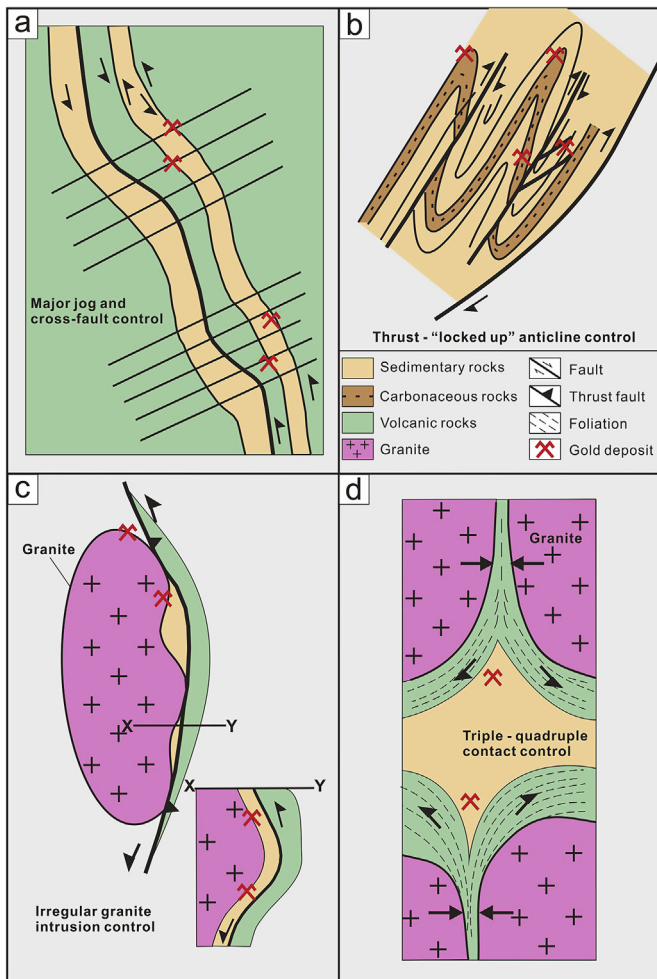 a
Major jog and
cross-fault control
b
Thrust - “locked up” anticline control
Sedimentary rocks
Carbonaceous rocks
Volcanic rocks
Granite
Fault
Thrust fault
Foliation
Gold deposit
c
Granite
X
Y
X
Y
Irregular granite
intrusion control
d
Granite
Triple - quadruple
contact control